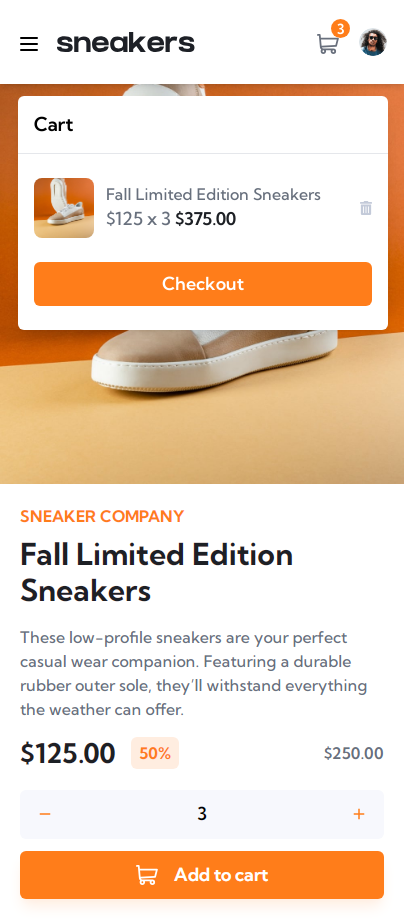 sneakers
3
Cart
Fall Limited Edition Sneakers
$125 x 3 $375.00
Checkout
SNEAKER COMPANY
Fall Limited Edition
Sneakers
These low-profile sneakers are your perfect
casual wear companion. Featuring a durable
rubber outer sole, they’ll withstand everything
the weather can offer.
$125.00 50% $250.00
− 3 +
Add to cart